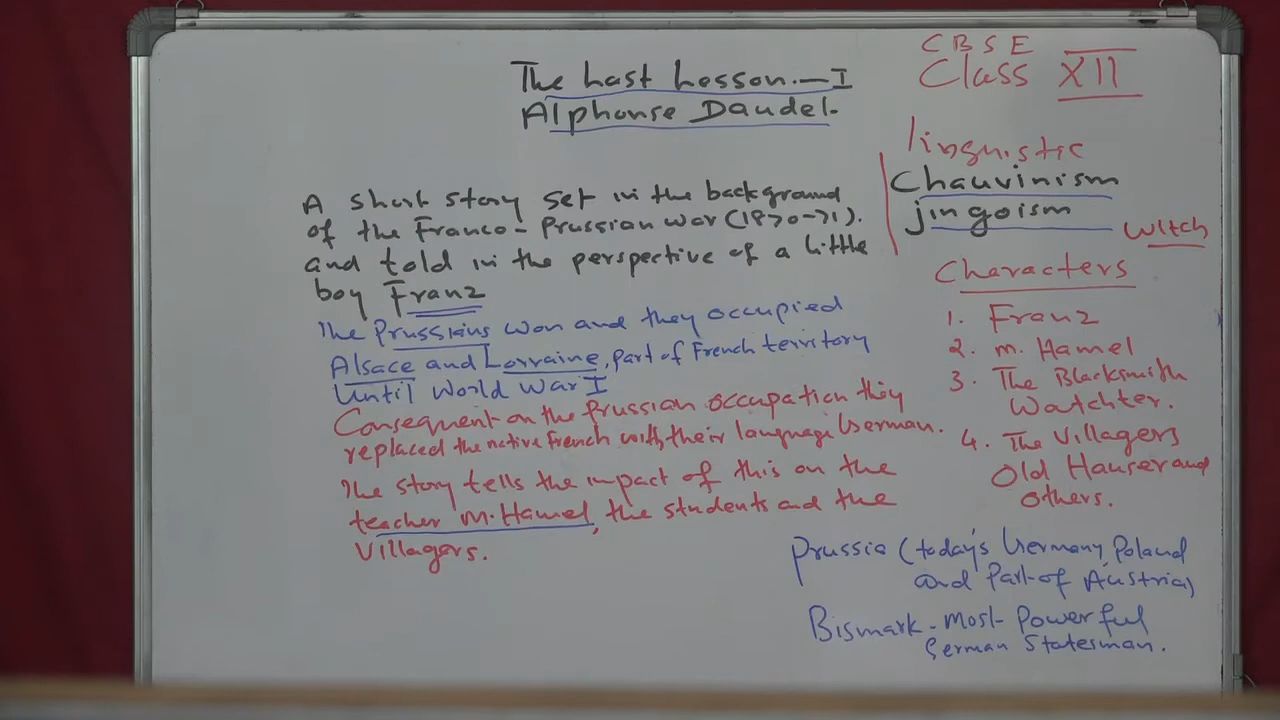 The Last Lesson.-I
Alphonse Daudel.
A short story set in the background
of the Franco-Prussian war (1870-71).
and told in the perspective of a little
boy Franz
The Prussians won and they occupied
Alsace and Lorraine, part of French territory
Until World War I
Consequent on the Prussian occupation they
replaced the native French with their language German.
The story tells the impact of this on the
teacher M. Hamel, the students and the
Villagers.
CBSE
Class XII
linguistic
Chauvinism
jingoism
witch
Characters
1. Franz
2. M. Hamel
3. The Blacksmith
Watchter.
4. The Villagers
Old Hauser and
others.
Prussia (today's Germany, Poland
and Part of Austria)
Bismark - most Powerful
German Statesman.